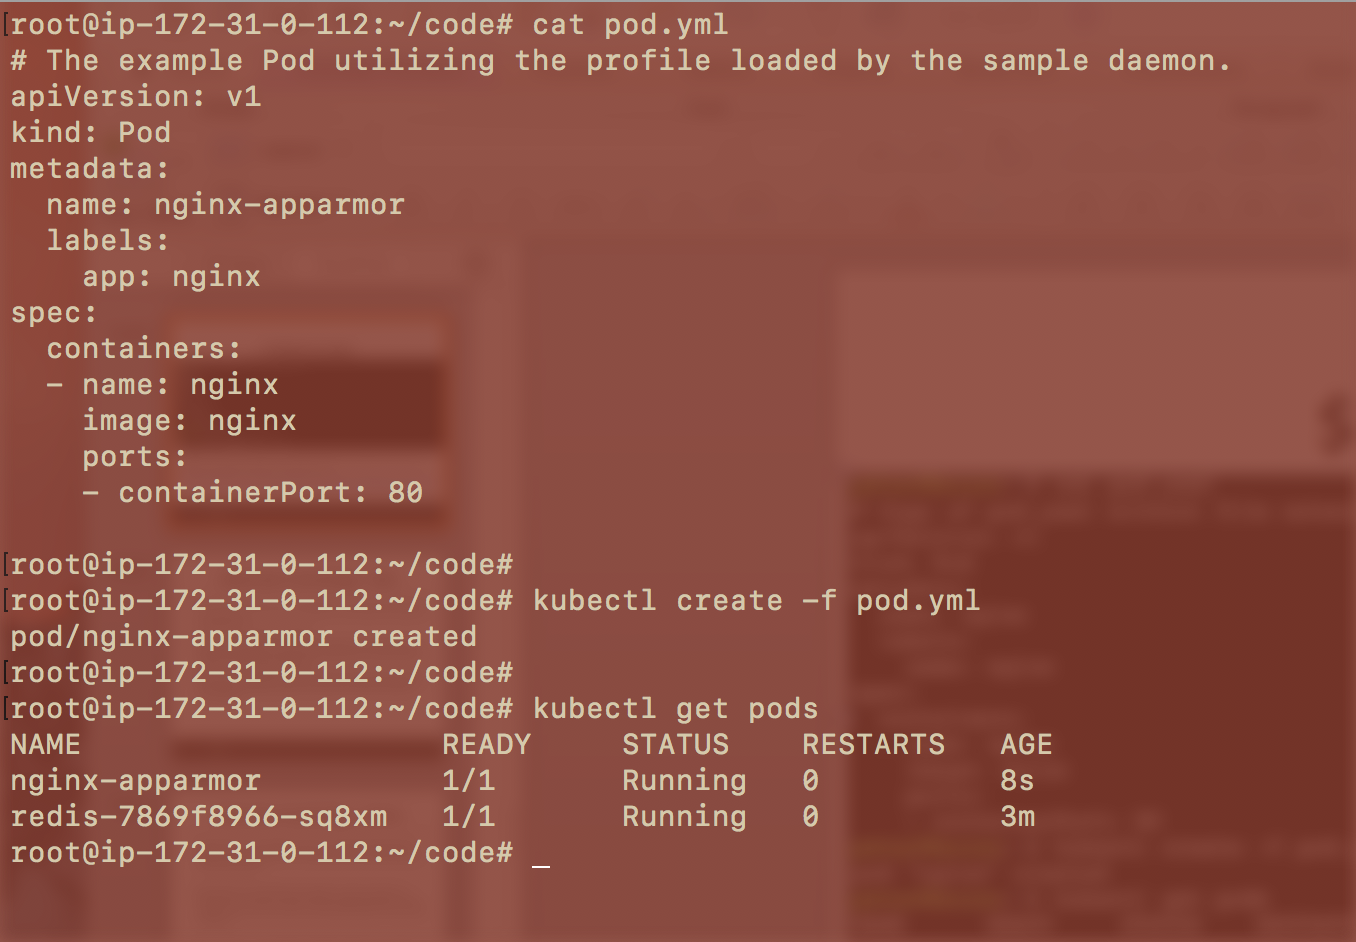 root@ip-172-31-0-112:~/code# cat pod.yml
# The example Pod utilizing the profile loaded by the sample daemon.
apiVersion: v1
kind: Pod
metadata:
  name: nginx-apparmor
  labels:
    app: nginx
spec:
  containers:
  - name: nginx
    image: nginx
    ports:
    - containerPort: 80

[root@ip-172-31-0-112:~/code#
[root@ip-172-31-0-112:~/code# kubectl create -f pod.yml
pod/nginx-apparmor created
[root@ip-172-31-0-112:~/code#
[root@ip-172-31-0-112:~/code# kubectl get pods
NAME                    READY     STATUS    RESTARTS   AGE
nginx-apparmor          1/1       Running   0          8s
redis-7869f8966-sq8xm   1/1       Running   0          3m
root@ip-172-31-0-112:~/code# _